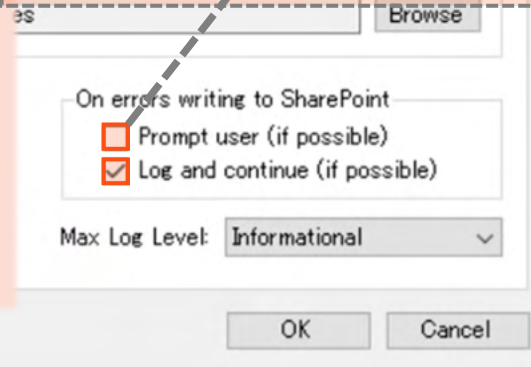 es
Browse
On errors writing to SharePoint
Prompt user (if possible)
Log and continue (if possible)
Max Log Level: Informational
OK Cancel